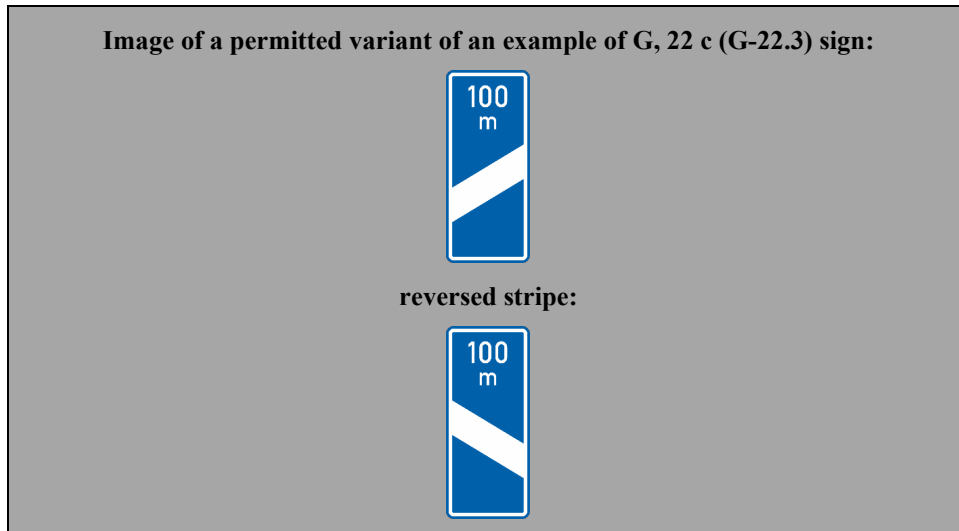 Image of a permitted variant of an example of G, 22 c (G-22.3) sign:
100
m
reversed stripe:
100
m